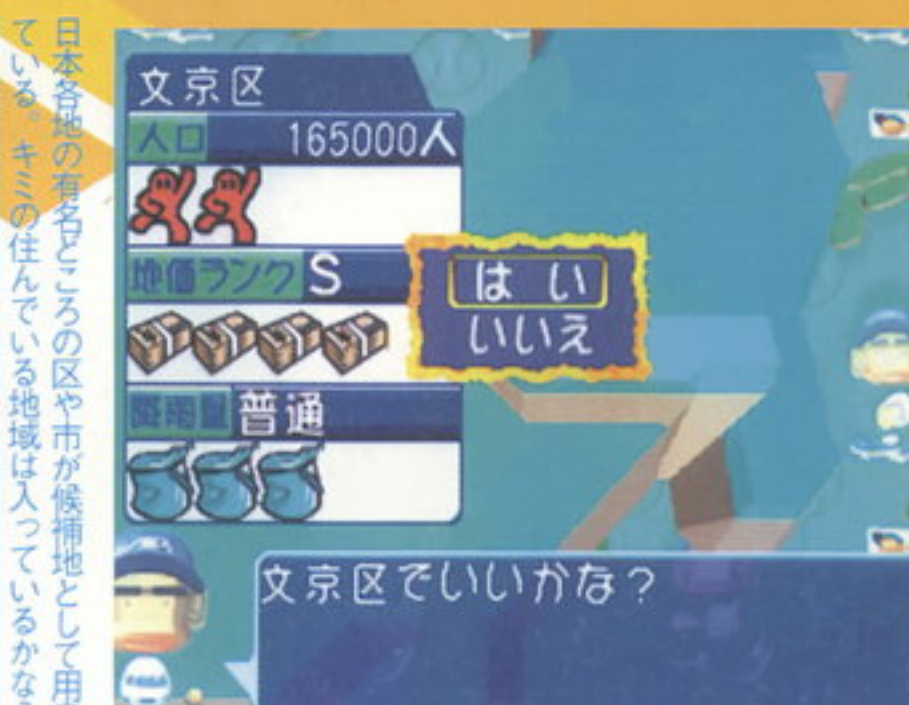 日本各地の有名どころの区や市が候補地として用
ている。キミの住んでいる地域は入っているかな
文京区
人口 165000人
地価ランク S
降雨量 普通
はい
いいえ
文京区でいいかな？